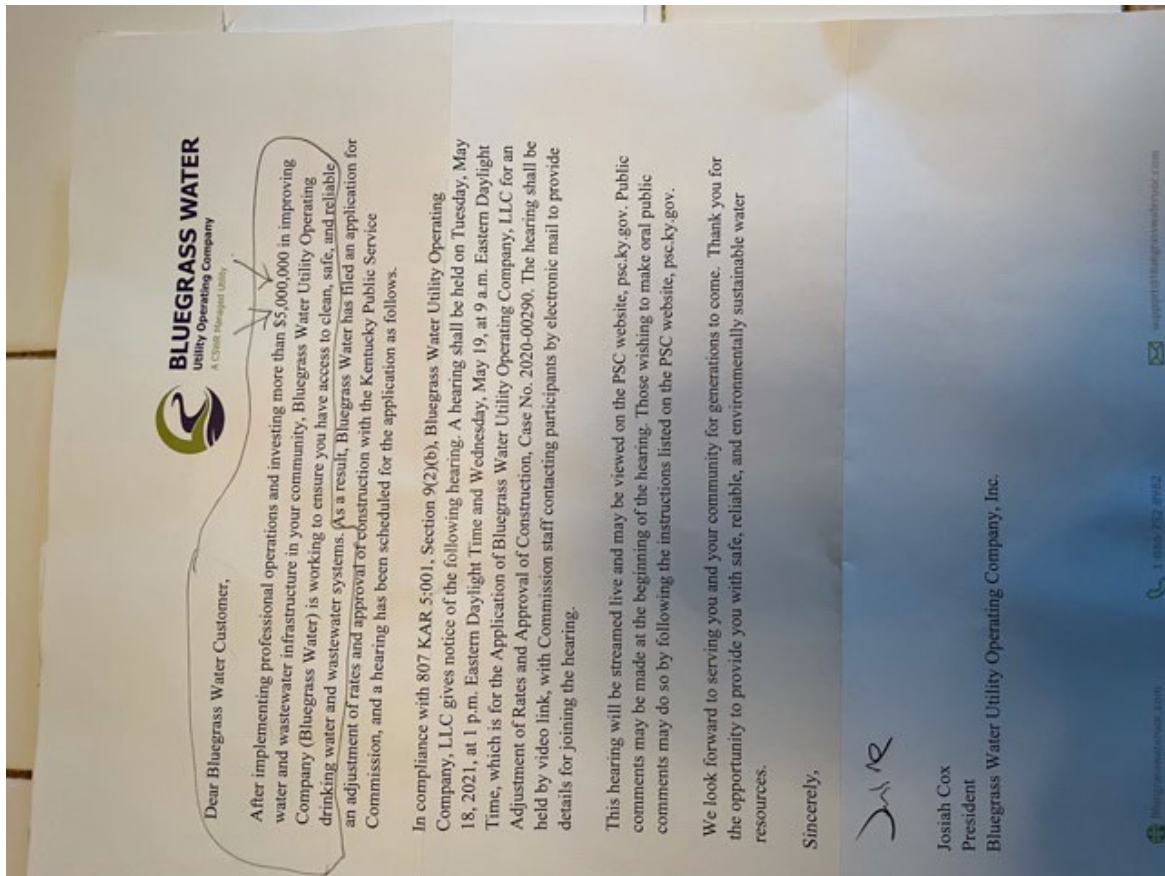 BLUEGRASS WATER
Utility Operating Company
A CSWR Managed Utility
Dear Bluegrass Water Customer,
After implementing professional operations and investing more than $5,000,000 in improving
water and wastewater infrastructure in your community, Bluegrass Water Utility Operating
Company (Bluegrass Water) is working to ensure you have access to clean, safe, and reliable
drinking water and wastewater systems. As a result, Bluegrass Water has filed an application for
an adjustment of rates and approval of construction with the Kentucky Public Service
Commission, and a hearing has been scheduled for the application as follows.
In compliance with 807 KAR 5:001, Section 9(2)(b), Bluegrass Water Utility Operating
Company, LLC gives notice of the following hearing. A hearing shall be held on Tuesday, May
18, 2021, at 1 p.m. Eastern Daylight Time and Wednesday, May 19, at 9 a.m. Eastern Daylight
Time, which is for the Application of Bluegrass Water Utility Operating Company, LLC for an
Adjustment of Rates and Approval of Construction, Case No. 2020-00290. The hearing shall be
held by video link, with Commission staff contacting participants by electronic mail to provide
details for joining the hearing.
This hearing will be streamed live and may be viewed on the PSC website, psc.ky.gov. Public
comments may be made at the beginning of the hearing. Those wishing to make oral public
comments may do so by following the instructions listed on the PSC website, psc.ky.gov.
We look forward to serving you and your community for generations to come. Thank you for
the opportunity to provide you with safe, reliable, and environmentally sustainable water
resources.
Sincerely,
Josiah Cox
President
Bluegrass Water Utility Operating Company, Inc.